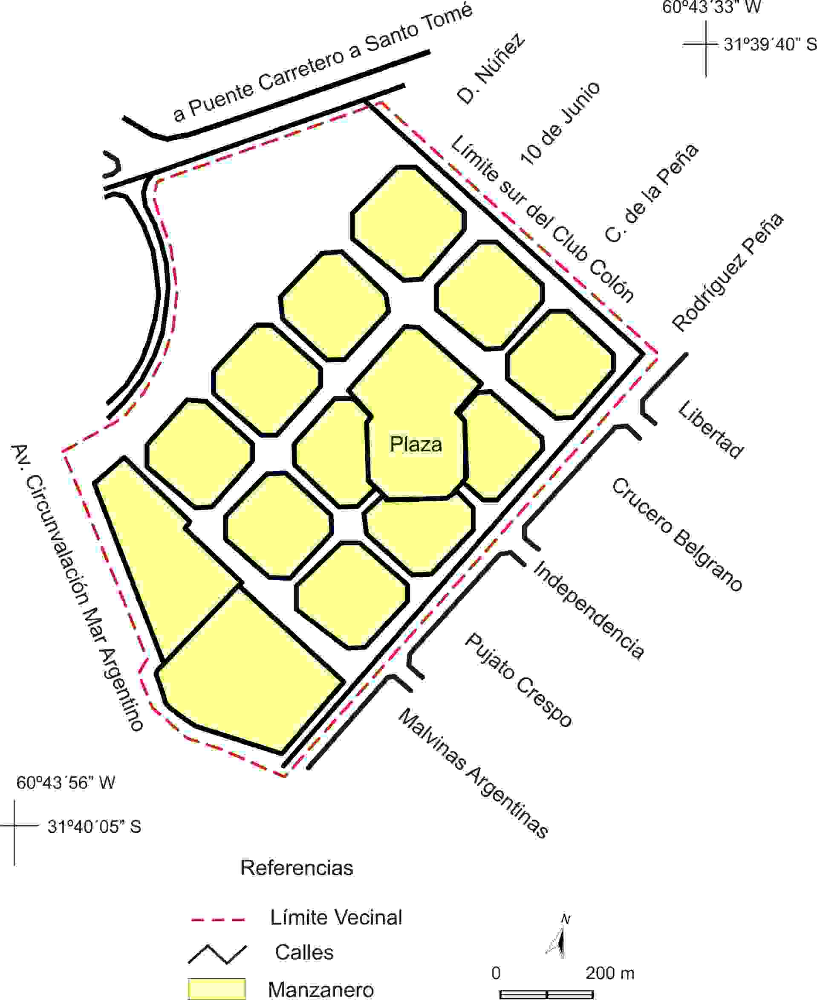 60º43´33” W
31º39´40” S
a Puente Carretero a Santo Tomé
D. Núñez
10 de Junio
Límite sur del Club Colón
C. de la Peña
Rodríguez Peña
Libertad
Plaza
Crucero Belgrano
Av. Circunvalación Mar Argentino
Independencia
Pujato Crespo
Malvinas Argentinas
60º43´56” W
31º40´05” S
Referencias
Límite Vecinal
Calles
Manzanero
N
0 200 m